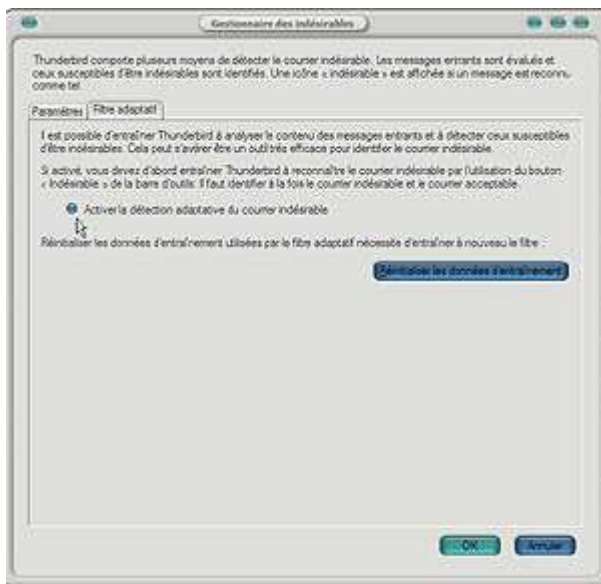 Gestionnaire des indésirables
Thunderbird comporte plusieurs moyens de détecter le courrier indésirable. Les messages entrants sont évalués et
ceux susceptibles d'être indésirables sont identifiés. Une icône « indésirable » est affichée si un message est reconnu
comme tel.
Paramètres Filtre adaptatif
Il est possible d'entraîner Thunderbird à analyser le contenu des messages entrants et à détecter ceux susceptibles
d'être indésirables. Cela peut s'avérer être un outil très efficace pour identifier le courrier indésirable.
Si activé, vous devez d'abord entraîner Thunderbird à reconnaître le courrier indésirable par l'utilisation du bouton
« Indésirable » de la barre d'outils. Il faut identifier à la fois le courrier indésirable et le courrier acceptable.
Activer la détection adaptative du courrier indésirable
Réinitialiser les données d'entraînement utilisées par le filtre adaptatif nécessite d'entraîner à nouveau le filtre :
Réinitialiser les données d'entraînement
OK Annuler